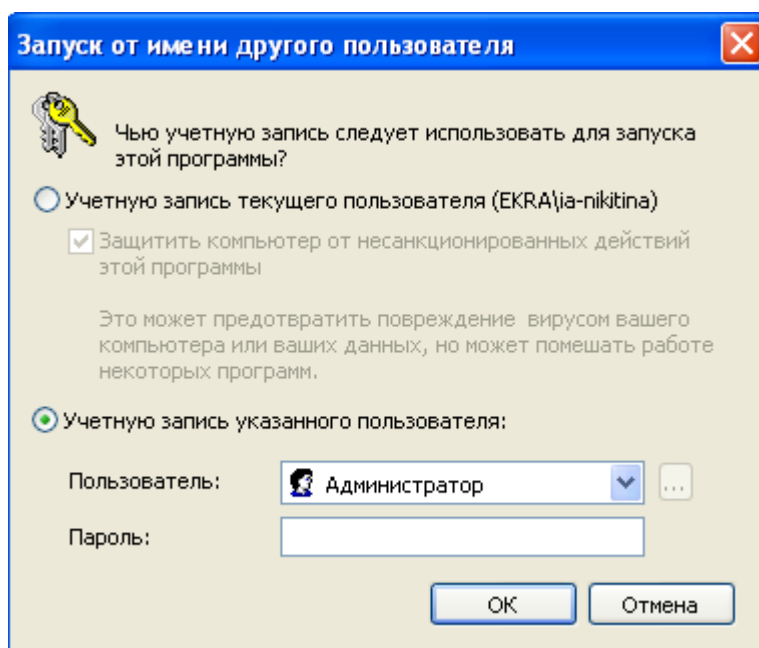 Запуск от имени другого пользователя
Чью учетную запись следует использовать для запуска
этой программы?
Учетную запись текущего пользователя (EKRA\ia-nikitina)
Защитить компьютер от несанкционированных действий
этой программы
Это может предотвратить повреждение вирусом вашего
компьютера или ваших данных, но может помешать работе
некоторых программ.
Учетную запись указанного пользователя:
Пользователь: Администратор ...
Пароль:
ОК Отмена